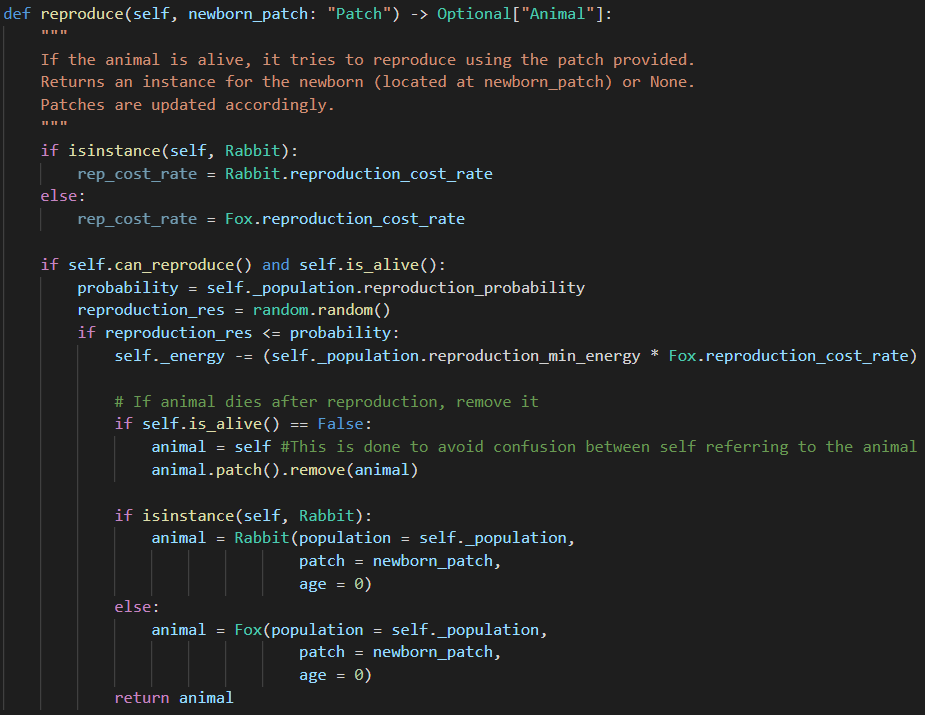 def reproduce(self, newborn_patch: "Patch") -> Optional["Animal"]:
    """
    If the animal is alive, it tries to reproduce using the patch provided.
    Returns an instance for the newborn (located at newborn_patch) or None.
    Patches are updated accordingly.
    """
    if isinstance(self, Rabbit):
        rep_cost_rate = Rabbit.reproduction_cost_rate
    else:
        rep_cost_rate = Fox.reproduction_cost_rate

    if self.can_reproduce() and self.is_alive():
        probability = self._population.reproduction_probability
        reproduction_res = random.random()
        if reproduction_res <= probability:
            self._energy -= (self._population.reproduction_min_energy * Fox.reproduction_cost_rate)

            # If animal dies after reproduction, remove it
            if self.is_alive() == False:
                animal = self #This is done to avoid confusion between self referring to the animal
                animal.patch().remove(animal)

            if isinstance(self, Rabbit):
                animal = Rabbit(population = self._population,
                                patch = newborn_patch,
                                age = 0)
            else:
                animal = Fox(population = self._population,
                                patch = newborn_patch,
                                age = 0)
            return animal